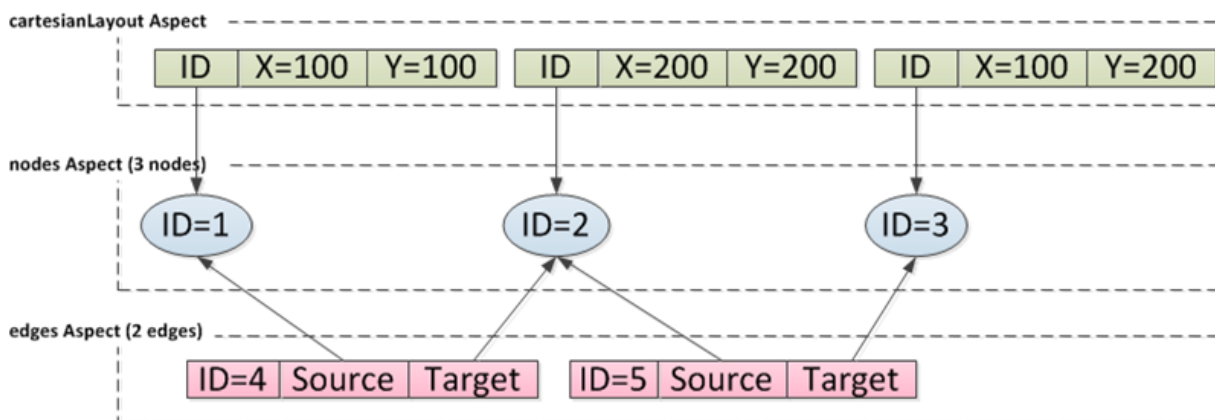 cartesianLayout Aspect
ID X=100 Y=100 ID X=200 Y=200 ID X=100 Y=200
nodes Aspect (3 nodes)
ID=1 ID=2 ID=3
edges Aspect (2 edges)
ID=4 Source Target ID=5 Source Target